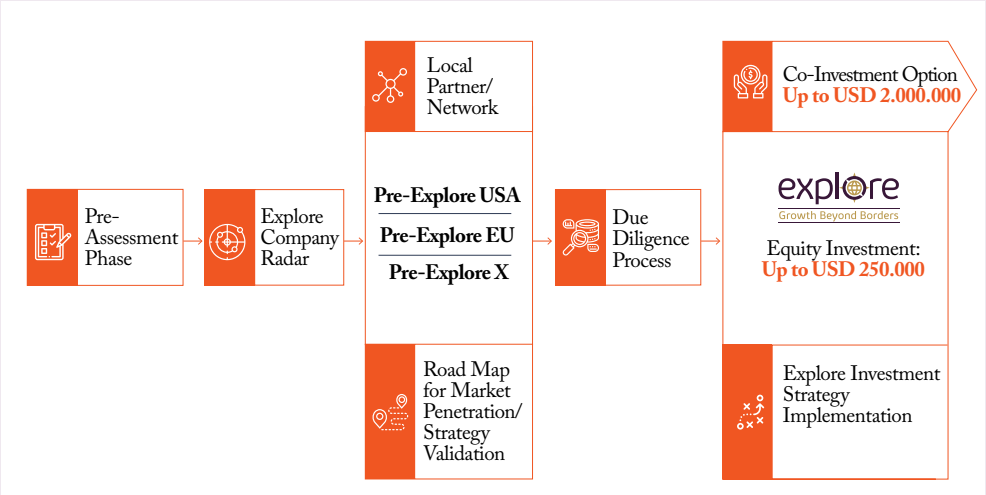 Pre-
Assessment
Phase
Explore
Company
Radar
Local
Partner/
Network
Pre-Explore USA
Pre-Explore EU
Pre-Explore X
Road Map
for Market
Penetration/
Strategy
Validation
Due
Diligence
Process
Co-Investment Option
Up to USD 2.000.000
explore
Growth Beyond Borders
Equity Investment:
Up to USD 250.000
Explore Investment
Strategy
Implementation